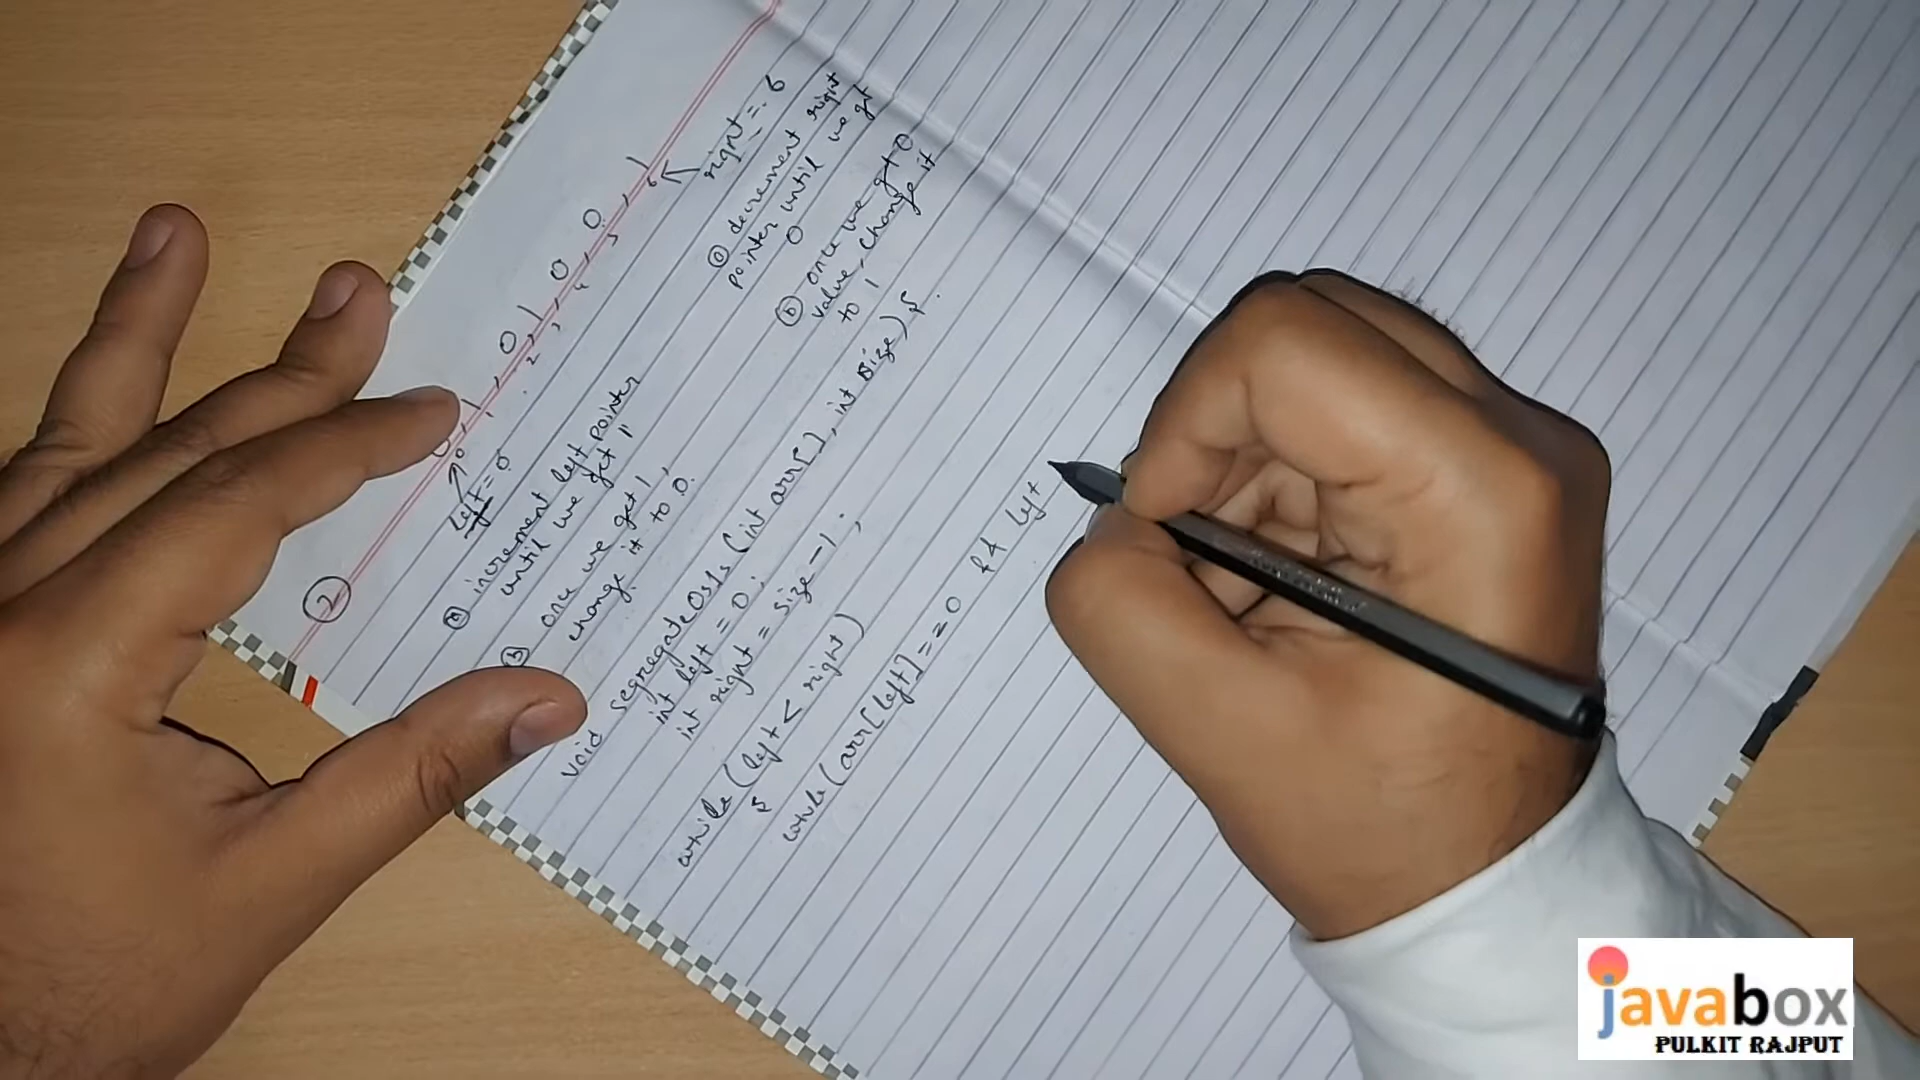 2
0, 1, 0, 1, 0, 0, 1
0 1 2 3 4 5 6
left = 0
right = 6
a increment left pointer
until we get 11
b once we get 1,
change it to 0.
a decrement right
pointer until we get
0
b once we get 0
value, change it
to 1
void segregate0s1s (int arr[], int size) {
int left = 0;
int right = size - 1;
while (left < right)
{
while (arr[left] == 0 && left
javabox
PULKIT RAJPUT